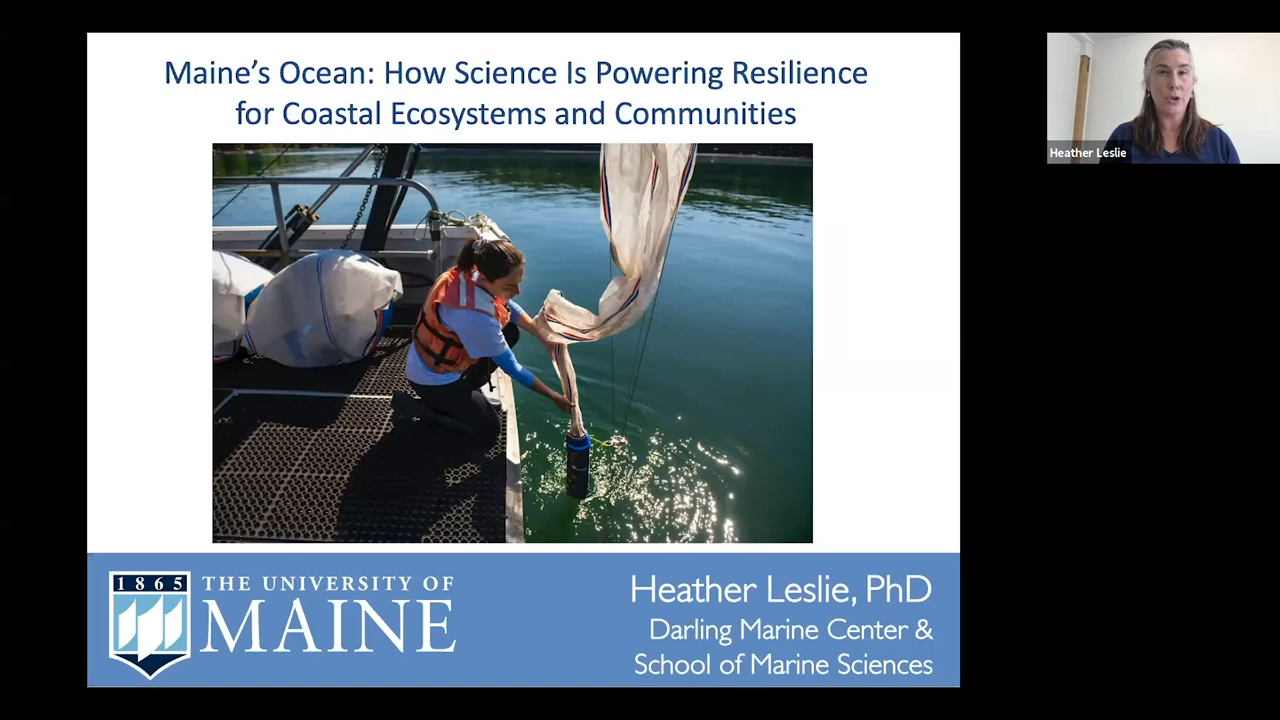 Maine’s Ocean: How Science Is Powering Resilience
for Coastal Ecosystems and Communities
Heather Leslie
1865
THE UNIVERSITY OF
MAINE
Heather Leslie, PhD
Darling Marine Center &
School of Marine Sciences